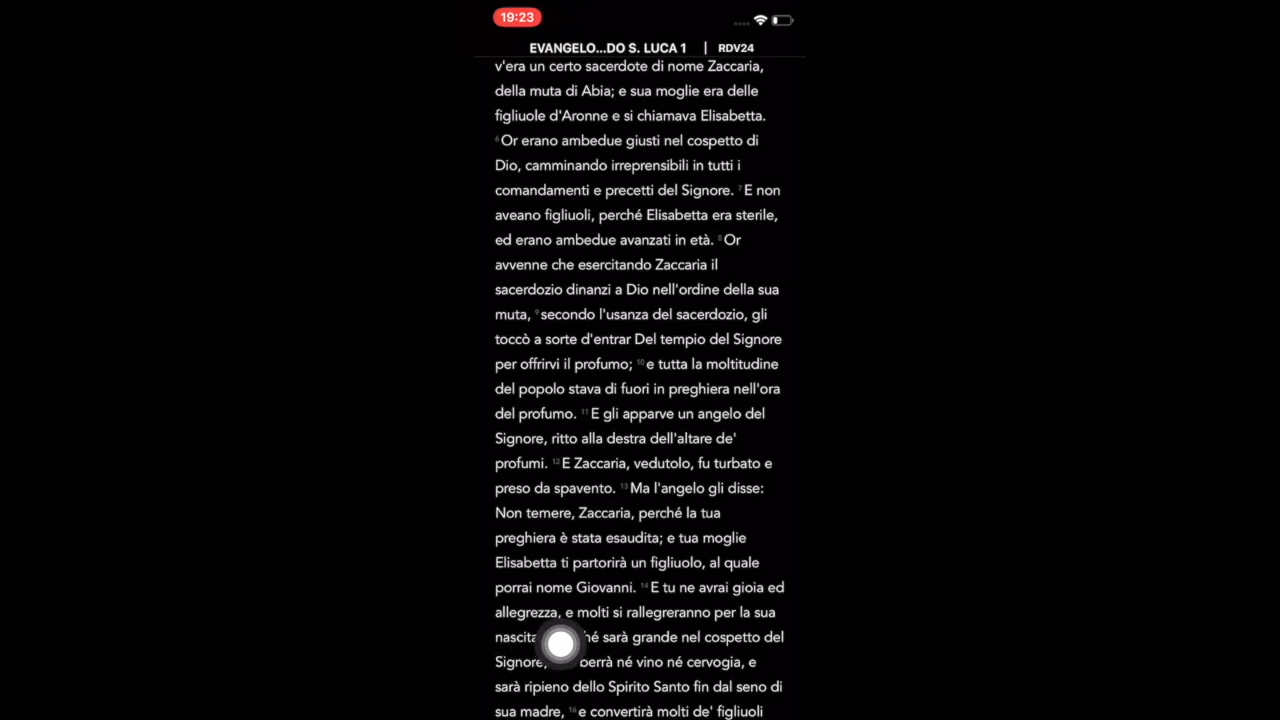 19:23
EVANGELO...DO S. LUCA 1 | RDV24
v'era un certo sacerdote di nome Zaccaria,
della muta di Abia; e sua moglie era delle
figliuole d'Aronne e si chiamava Elisabetta.
6 Or erano ambedue giusti nel cospetto di
Dio, camminando irreprensibili in tutti i
comandamenti e precetti del Signore. 7 E non
aveano figliuoli, perché Elisabetta era sterile,
ed erano ambedue avanzati in età. 8 Or
avvenne che esercitando Zaccaria il
sacerdozio dinanzi a Dio nell'ordine della sua
muta, 9 secondo l'usanza del sacerdozio, gli
toccò a sorte d'entrar Del tempio del Signore
per offrirvi il profumo; 10 e tutta la moltitudine
del popolo stava di fuori in preghiera nell'ora
del profumo. 11 E gli apparve un angelo del
Signore, ritto alla destra dell'altare de'
profumi. 12 E Zaccaria, vedutolo, fu turbato e
preso da spavento. 13 Ma l'angelo gli disse:
Non temere, Zaccaria, perché la tua
preghiera è stata esaudita; e tua moglie
Elisabetta ti partorirà un figliuolo, al quale
porrai nome Giovanni. 14 E tu ne avrai gioia ed
allegrezza, e molti si rallegreranno per la sua
nascita hé sarà grande nel cospetto del
Signore, berrà né vino né cervogia, e
sarà ripieno dello Spirito Santo fin dal seno di
sua madre, 16 e convertirà molti de' figliuoli